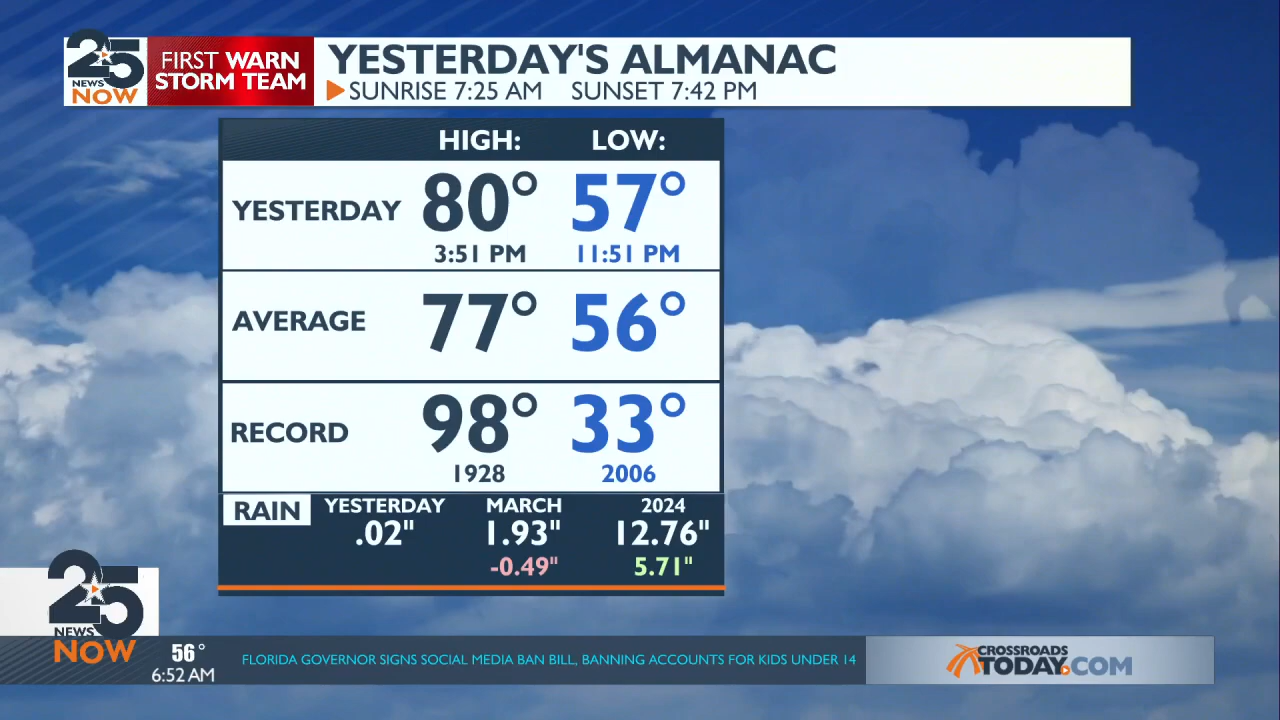 25
NEWS
NOW
FIRST WARN
STORM TEAM
YESTERDAY'S ALMANAC
SUNRISE 7:25 AM SUNSET 7:42 PM
HIGH: LOW:
YESTERDAY 80° 57°
3:51 PM 11:51 PM
AVERAGE 77° 56°
RECORD 98° 33°
1928 2006
RAIN YESTERDAY MARCH 2024
.02" 1.93" 12.76"
-0.49" 5.71"
25
NEWS
NOW
56°
6:52 AM
FLORIDA GOVERNOR SIGNS SOCIAL MEDIA BAN BILL, BANNING ACCOUNTS FOR KIDS UNDER 14
CROSSROADS
TODAY.COM